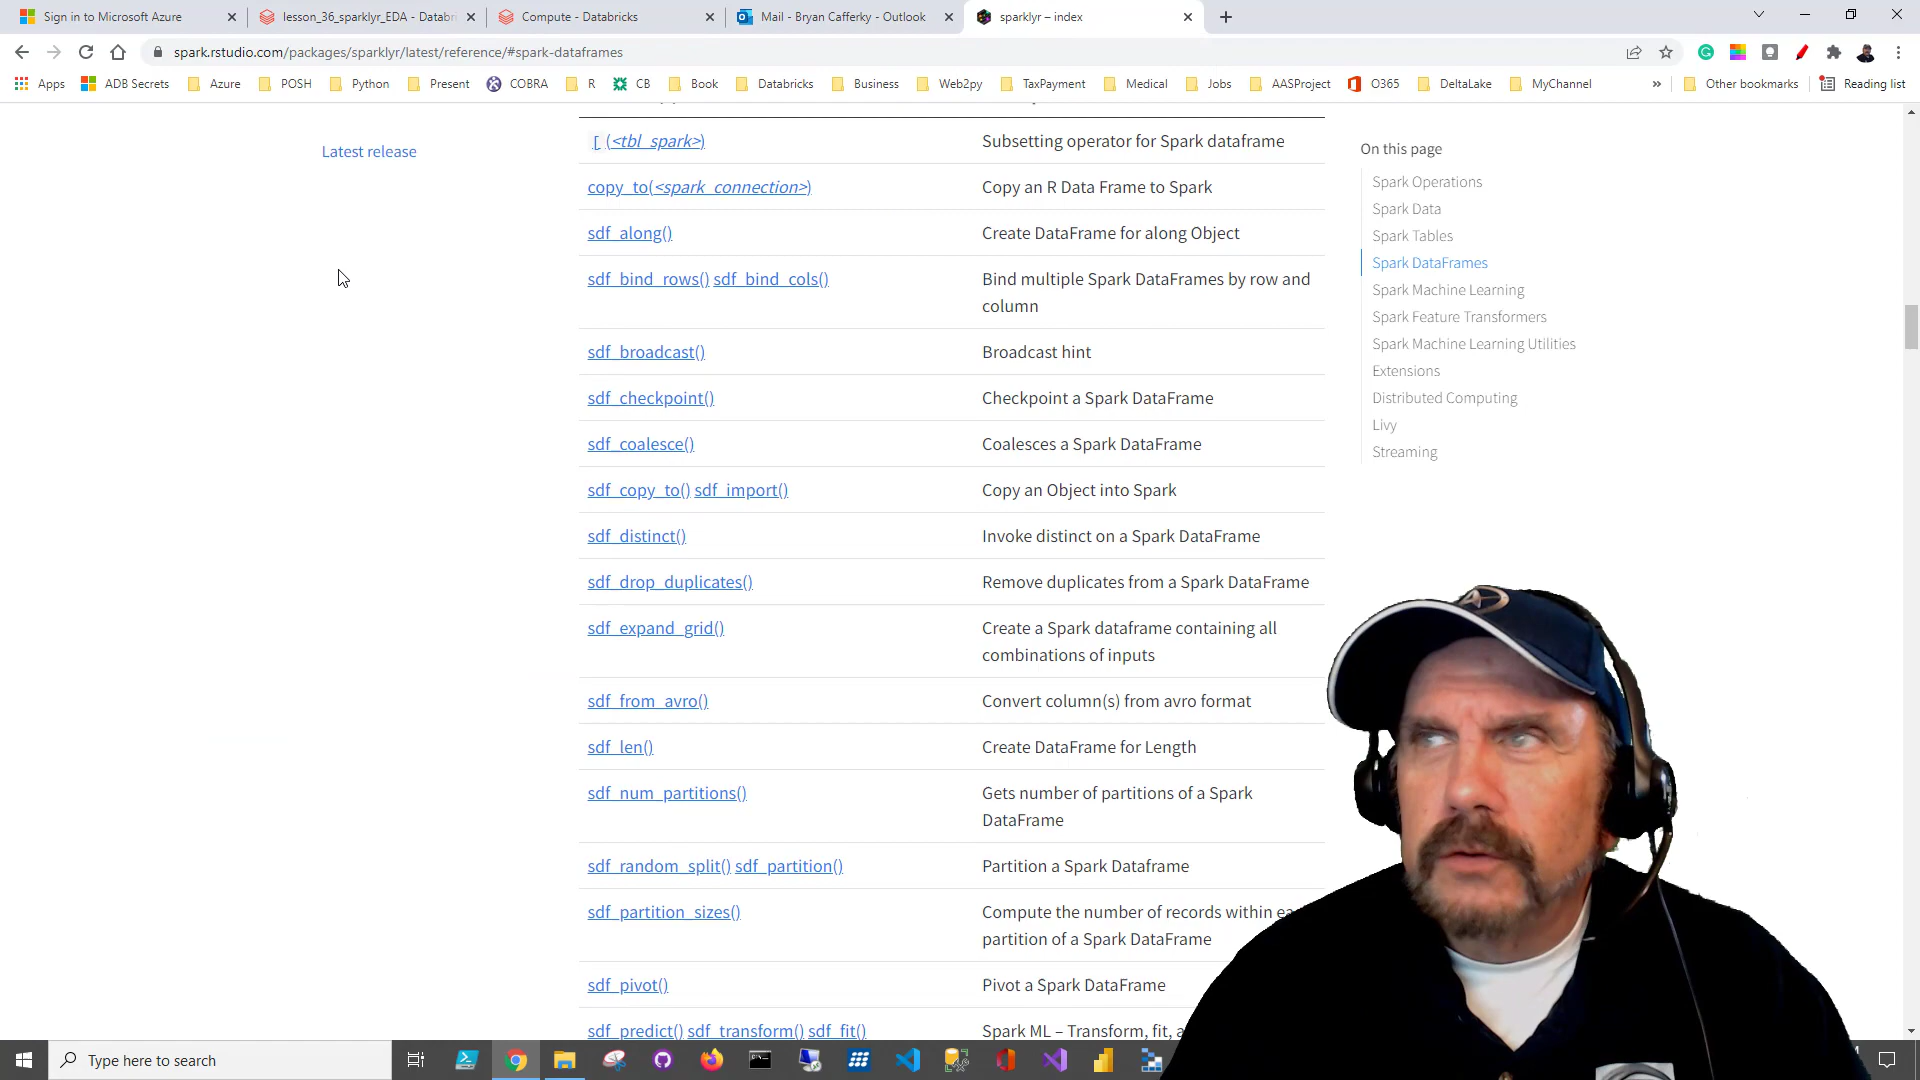 Sign in to Microsoft Azure
lesson_36_sparklyr_EDA - Databri
Compute - Databricks
Mail - Bryan Cafferky - Outlook
sparklyr – index
spark.rstudio.com/packages/sparklyr/latest/reference/#spark-dataframes
Apps
ADB Secrets
Azure
POSH
Python
Present
COBRA
R
CB
Book
Databricks
Business
Web2py
TaxPayment
Medical
Jobs
AASProject
O365
DeltaLake
MyChannel
»
Other bookmarks
Reading list
Latest release
[(<tbl_spark>)
Subsetting operator for Spark dataframe
copy_to(<spark_connection>)
Copy an R Data Frame to Spark
sdf_along()
Create DataFrame for along Object
sdf_bind_rows() sdf_bind_cols()
Bind multiple Spark DataFrames by row and
column
sdf_broadcast()
Broadcast hint
sdf_checkpoint()
Checkpoint a Spark DataFrame
sdf_coalesce()
Coalesces a Spark DataFrame
sdf_copy_to() sdf_import()
Copy an Object into Spark
sdf_distinct()
Invoke distinct on a Spark DataFrame
sdf_drop_duplicates()
Remove duplicates from a Spark DataFrame
sdf_expand_grid()
Create a Spark dataframe containing all
combinations of inputs
sdf_from_avro()
Convert column(s) from avro format
sdf_len()
Create DataFrame for Length
sdf_num_partitions()
Gets number of partitions of a Spark
DataFrame
sdf_random_split() sdf_partition()
Partition a Spark Dataframe
sdf_partition_sizes()
Compute the number of records within
partition of a Spark DataFrame
sdf_pivot()
Pivot a Spark DataFrame
sdf_predict() sdf_transform() sdf_fit()
Spark ML – Transform, fit,
On this page
Spark Operations
Spark Data
Spark Tables
Spark DataFrames
Spark Machine Learning
Spark Feature Transformers
Spark Machine Learning Utilities
Extensions
Distributed Computing
Livy
Streaming
Type here to search